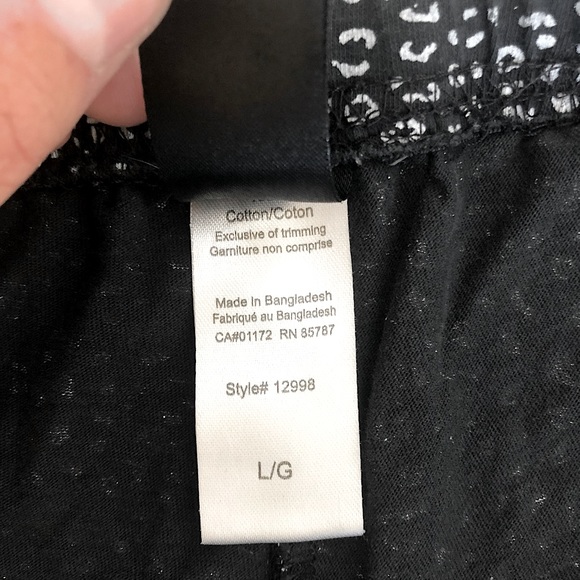 Cotton/Coton
Exclusive of trimming
Garniture non comprise
Made in Bangladesh
Fabriqué au Bangladesh
CA#01172 RN 85787
Style# 12998
L/G